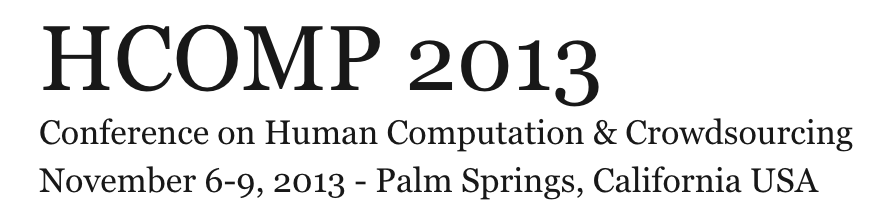 HCOMP 2013
Conference on Human Computation & Crowdsourcing
November 6-9, 2013 - Palm Springs, California USA